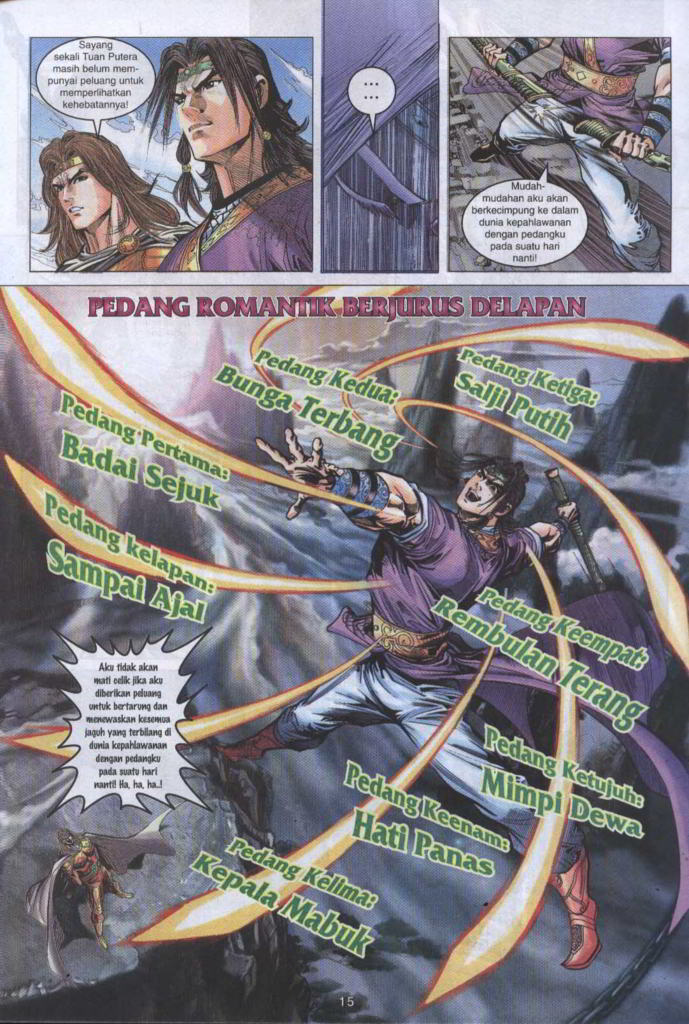 Sayang
sekali Tuan Putera
masih belum mem-
punyai peluang untuk
memperlihatkan
kehebatannya!
...
...
Mudah-
mudahan aku akan
berkecimpung ke dalam
dunia kepahlawanan
dengan pedangku
pada suatu hari
nanti!
PEDANG ROMANTIK BERJURUS DELAPAN
Pedang Pertama:
Badai Sejuk
Pedang Kedua:
Bunga Terbang
Pedang Ketiga:
Salji Putih
Pedang Keempat:
Rembulan Terang
Pedang Kelima:
Kepala Mabuk
Pedang Keenam:
Hati Panas
Pedang Ketujuh:
Mimpi Dewa
Pedang kelapan:
Sampai Ajal
Aku tidak akan
mati celik jika aku
diberikan peluang
untuk bertarung dan
menewaskan kesemua
jaguh yang terbilang di
dunia kepahlawanan
dengan pedangku
pada suatu hari
nanti! Ha, ha, ha..!
15